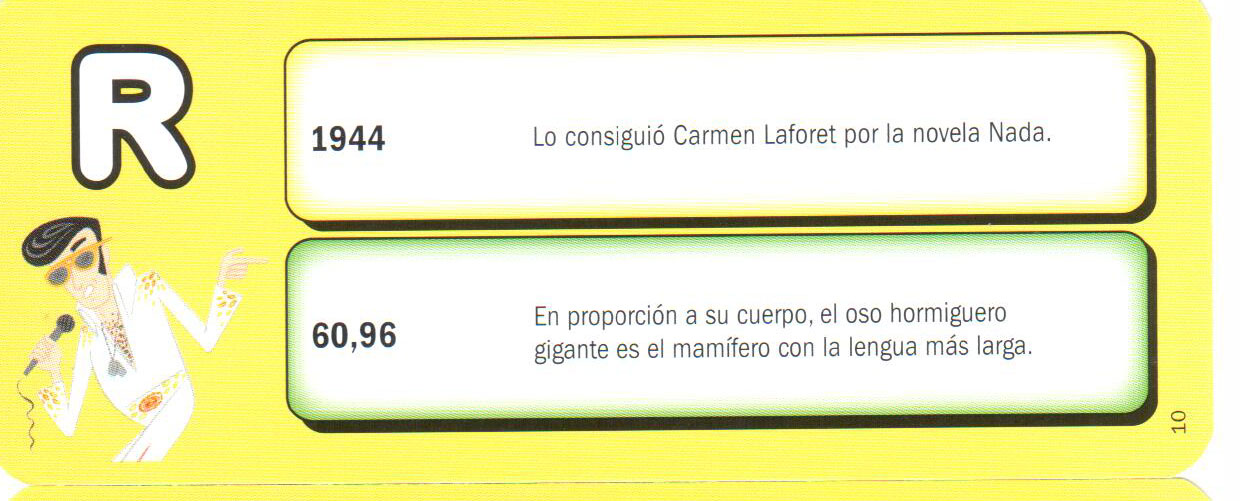 R
1944
Lo consiguió Carmen Laforet por la novela Nada.
60,96
En proporción a su cuerpo, el oso hormiguero
gigante es el mamífero con la lengua más larga.
10